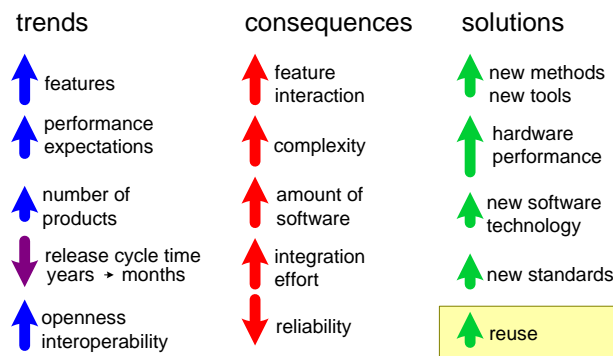 trends
features
performance
expectations
number of
products
release cycle time
years → months
openness
interoperability
consequences
feature
interaction
complexity
amount of
software
integration
effort
reliability
solutions
new methods
new tools
hardware
performance
new software
technology
new standards
reuse